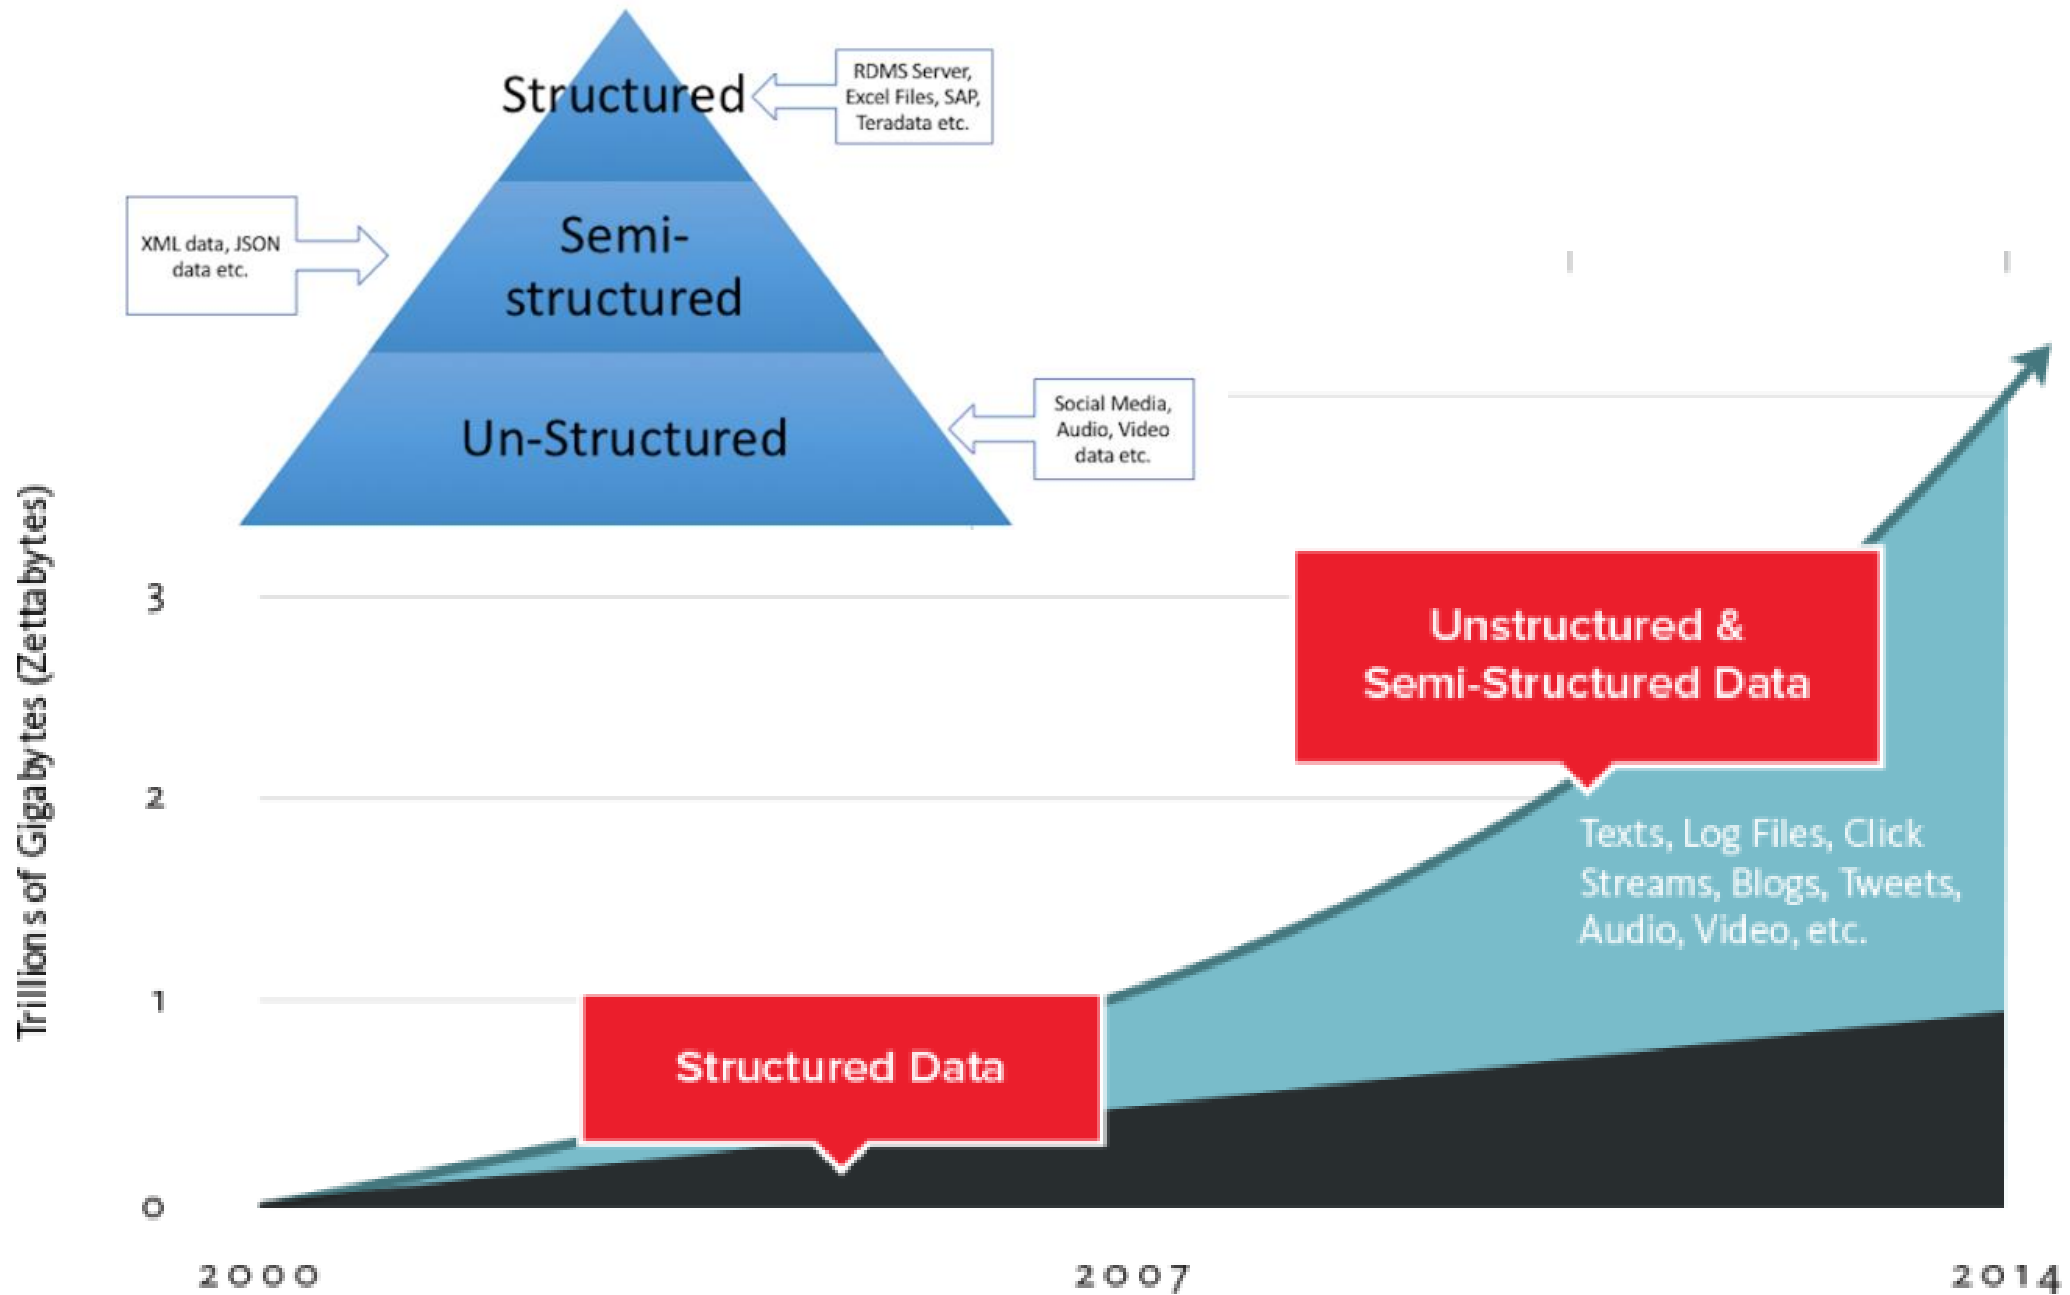 Structured
RDMS Server,
Excel Files, SAP,
Teradata etc.
XML data, JSON
data etc.
Semi-
structured
Un-Structured
Social Media,
Audio, Video
data etc.
Trillions of Gigabytes (Zettabytes)
3
2
1
0
Unstructured &
Semi-Structured Data
Texts, Log Files, Click
Streams, Blogs, Tweets,
Audio, Video, etc.
Structured Data
2000
2007
2014